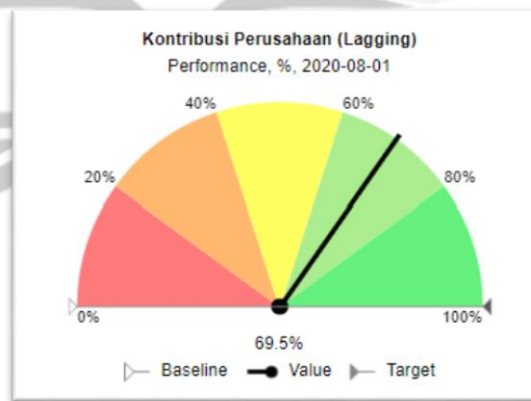 Kontribusi Perusahaan (Lagging)
Performance, %, 2020-08-01
40% 60%
20% 80%
0% 100%
69.5%
Baseline Value Target